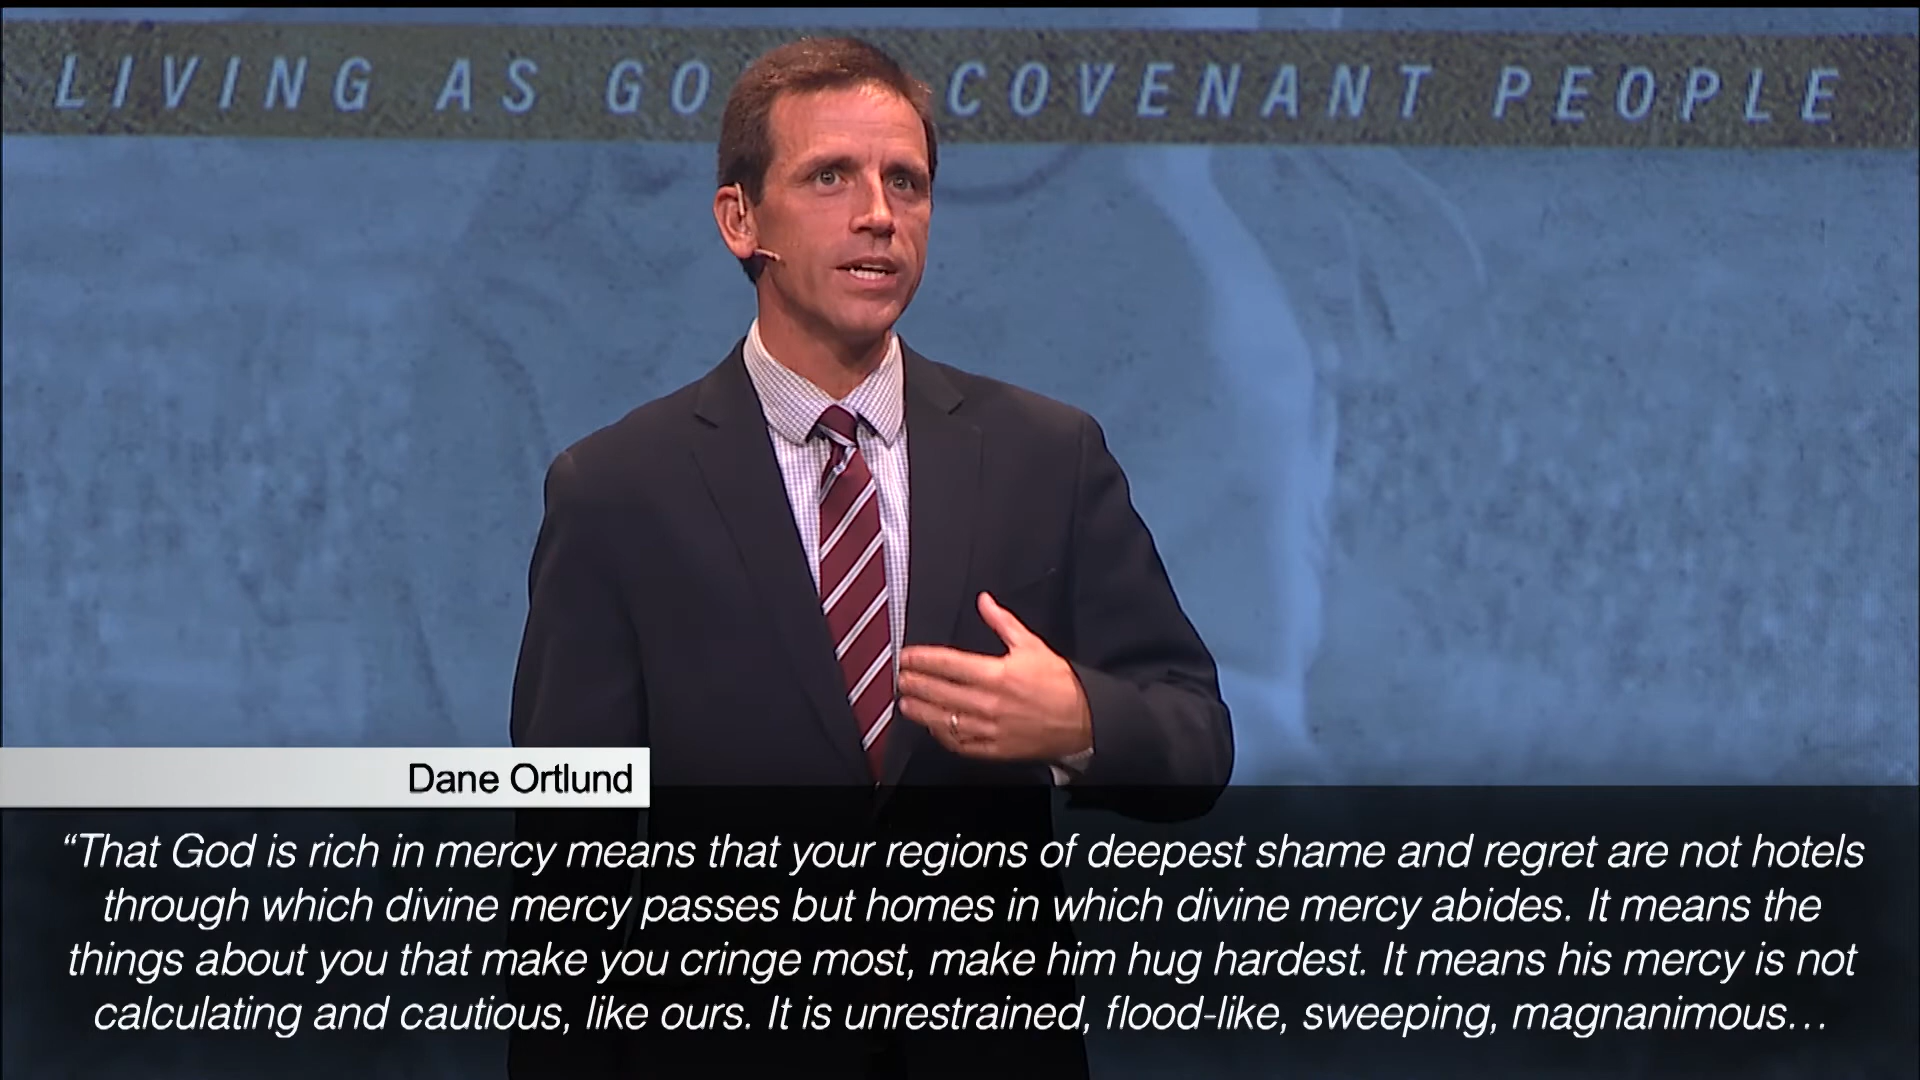 LIVING AS GO COVENANT PEOPLE
Dane Ortlund
“That God is rich in mercy means that your regions of deepest shame and regret are not hotels
through which divine mercy passes but homes in which divine mercy abides. It means the
things about you that make you cringe most, make him hug hardest. It means his mercy is not
calculating and cautious, like ours. It is unrestrained, flood-like, sweeping, magnanimous…